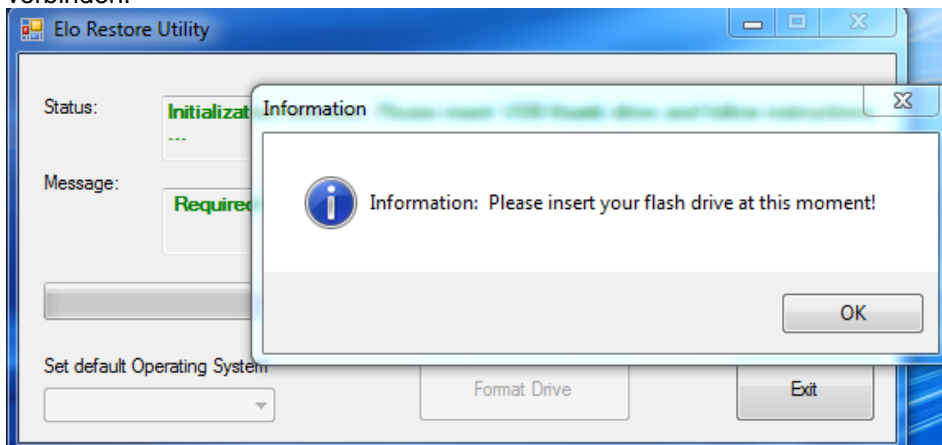 verbinden.
Elo Restore Utility
Status:
Initializat
---
Message:
Required
Information
Information: Please insert your flash drive at this moment!
OK
Set default Operating System
Format Drive
Exit